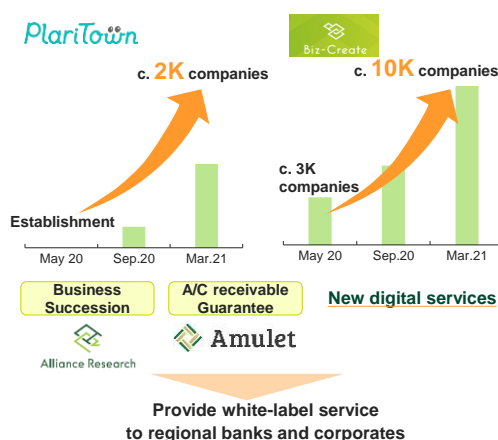 PlariTown
c. 2K companies
Establishment
May 20 Sep.20 Mar.21
Biz-Create
c. 10K companies
c. 3K
companies
May 20 Sep.20 Mar.21
Business
Succession
A/C receivable
Guarantee
New digital services
Alliance Research
Amulet
Provide white-label service
to regional banks and corporates